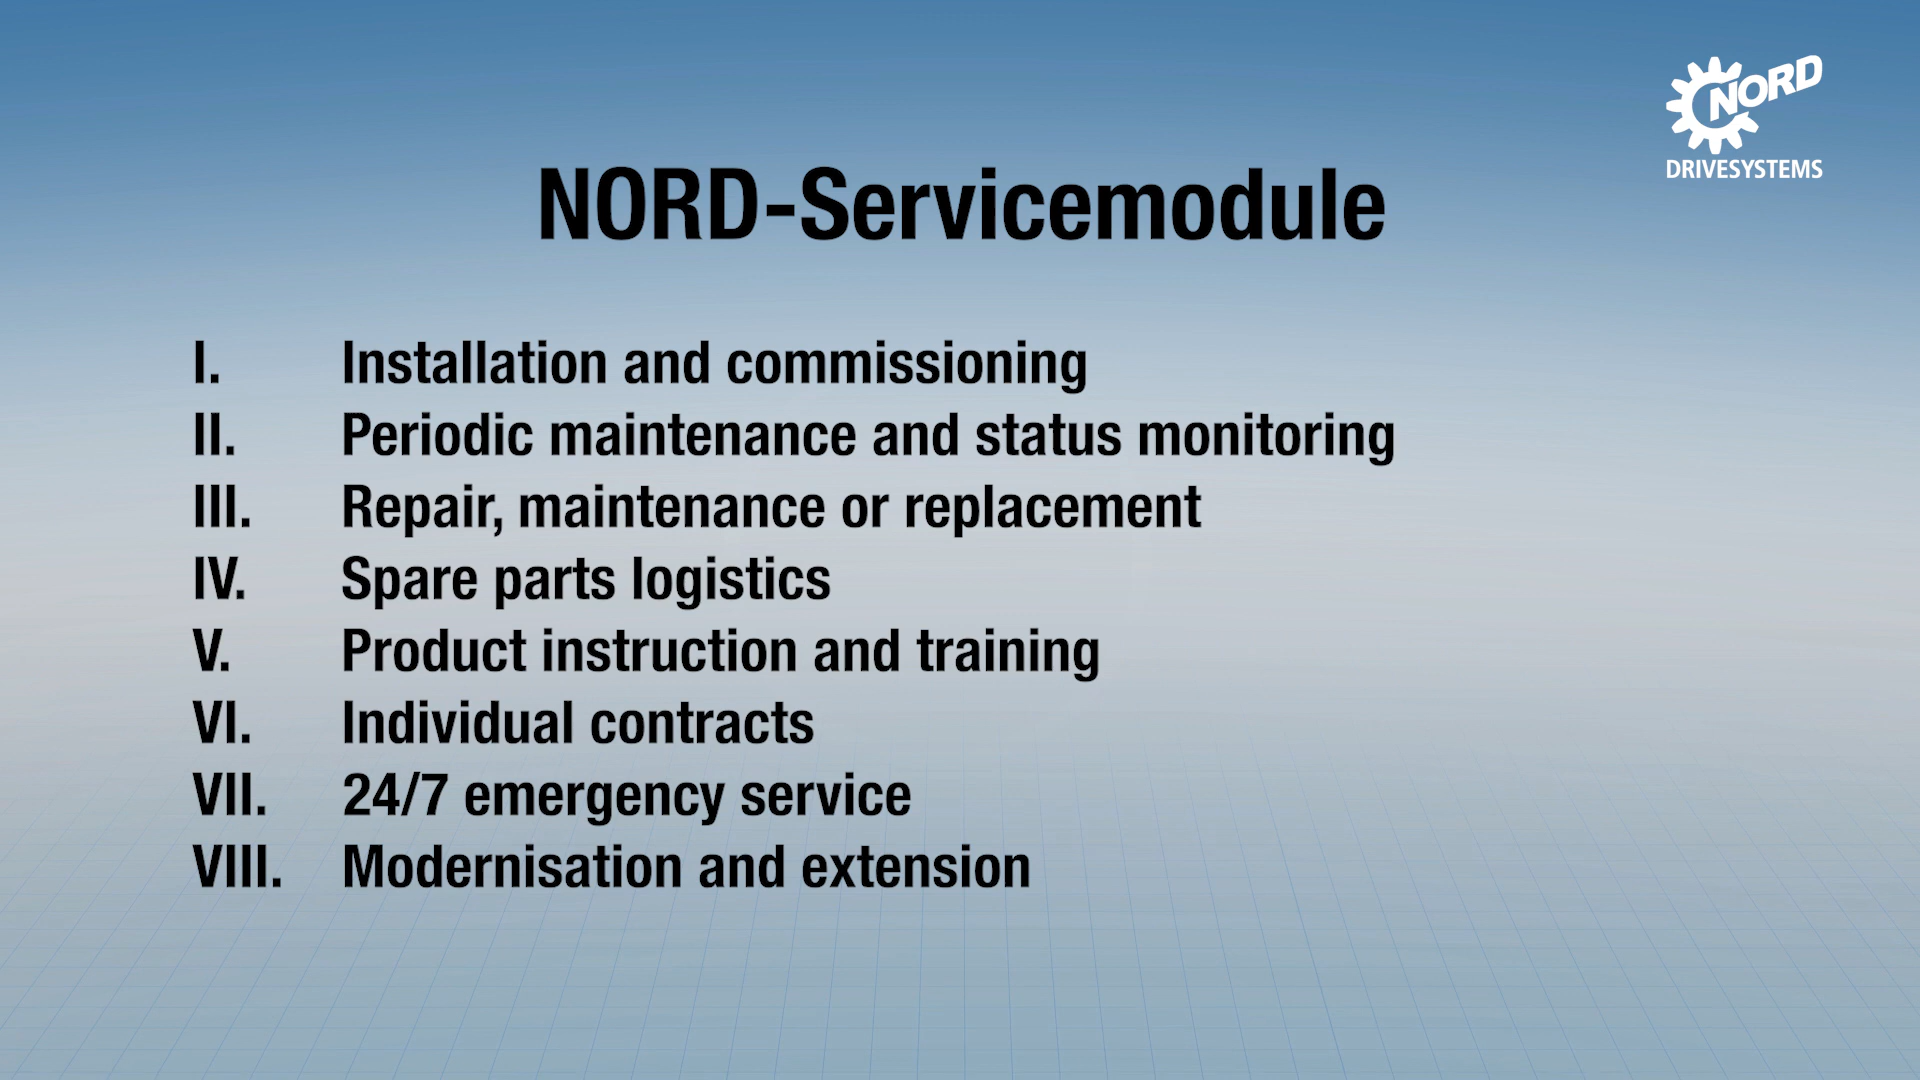 NORD
DRIVESYSTEMS
NORD-Servicemodule
I. Installation and commissioning
II. Periodic maintenance and status monitoring
III. Repair, maintenance or replacement
IV. Spare parts logistics
V. Product instruction and training
VI. Individual contracts
VII. 24/7 emergency service
VIII. Modernisation and extension